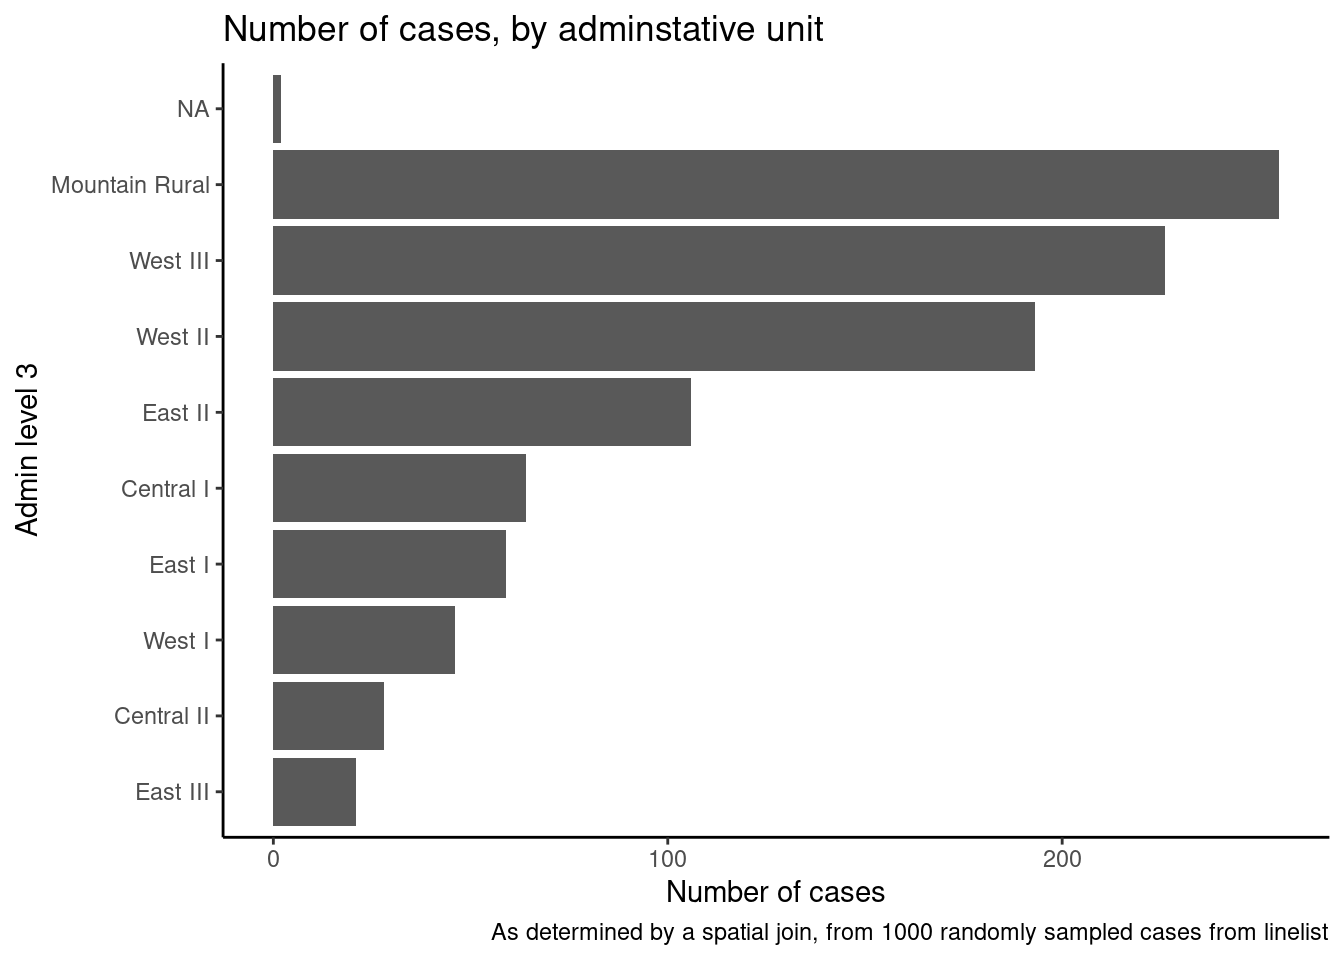 Number of cases, by adminstative unit
NA
Mountain Rural
West III
West II
East II
Central I
East I
West I
Central II
East III
Admin level 3
0 100 200
Number of cases
As determined by a spatial join, from 1000 randomly sampled cases from linelist